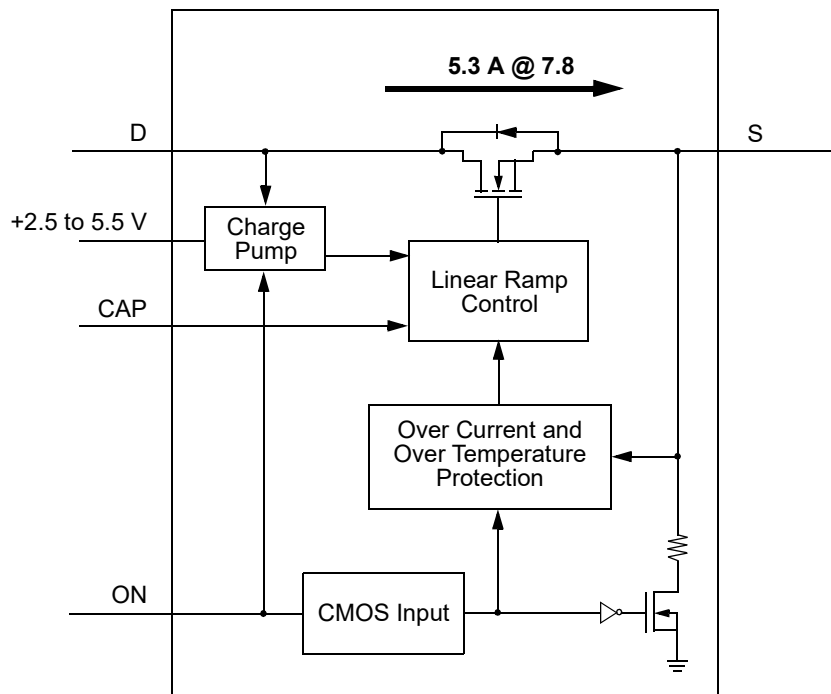 5.3 A @ 7.8
D
S
+2.5 to 5.5 V
Charge
Pump
Linear Ramp
Control
CAP
Over Current and
Over Temperature
Protection
ON
CMOS Input